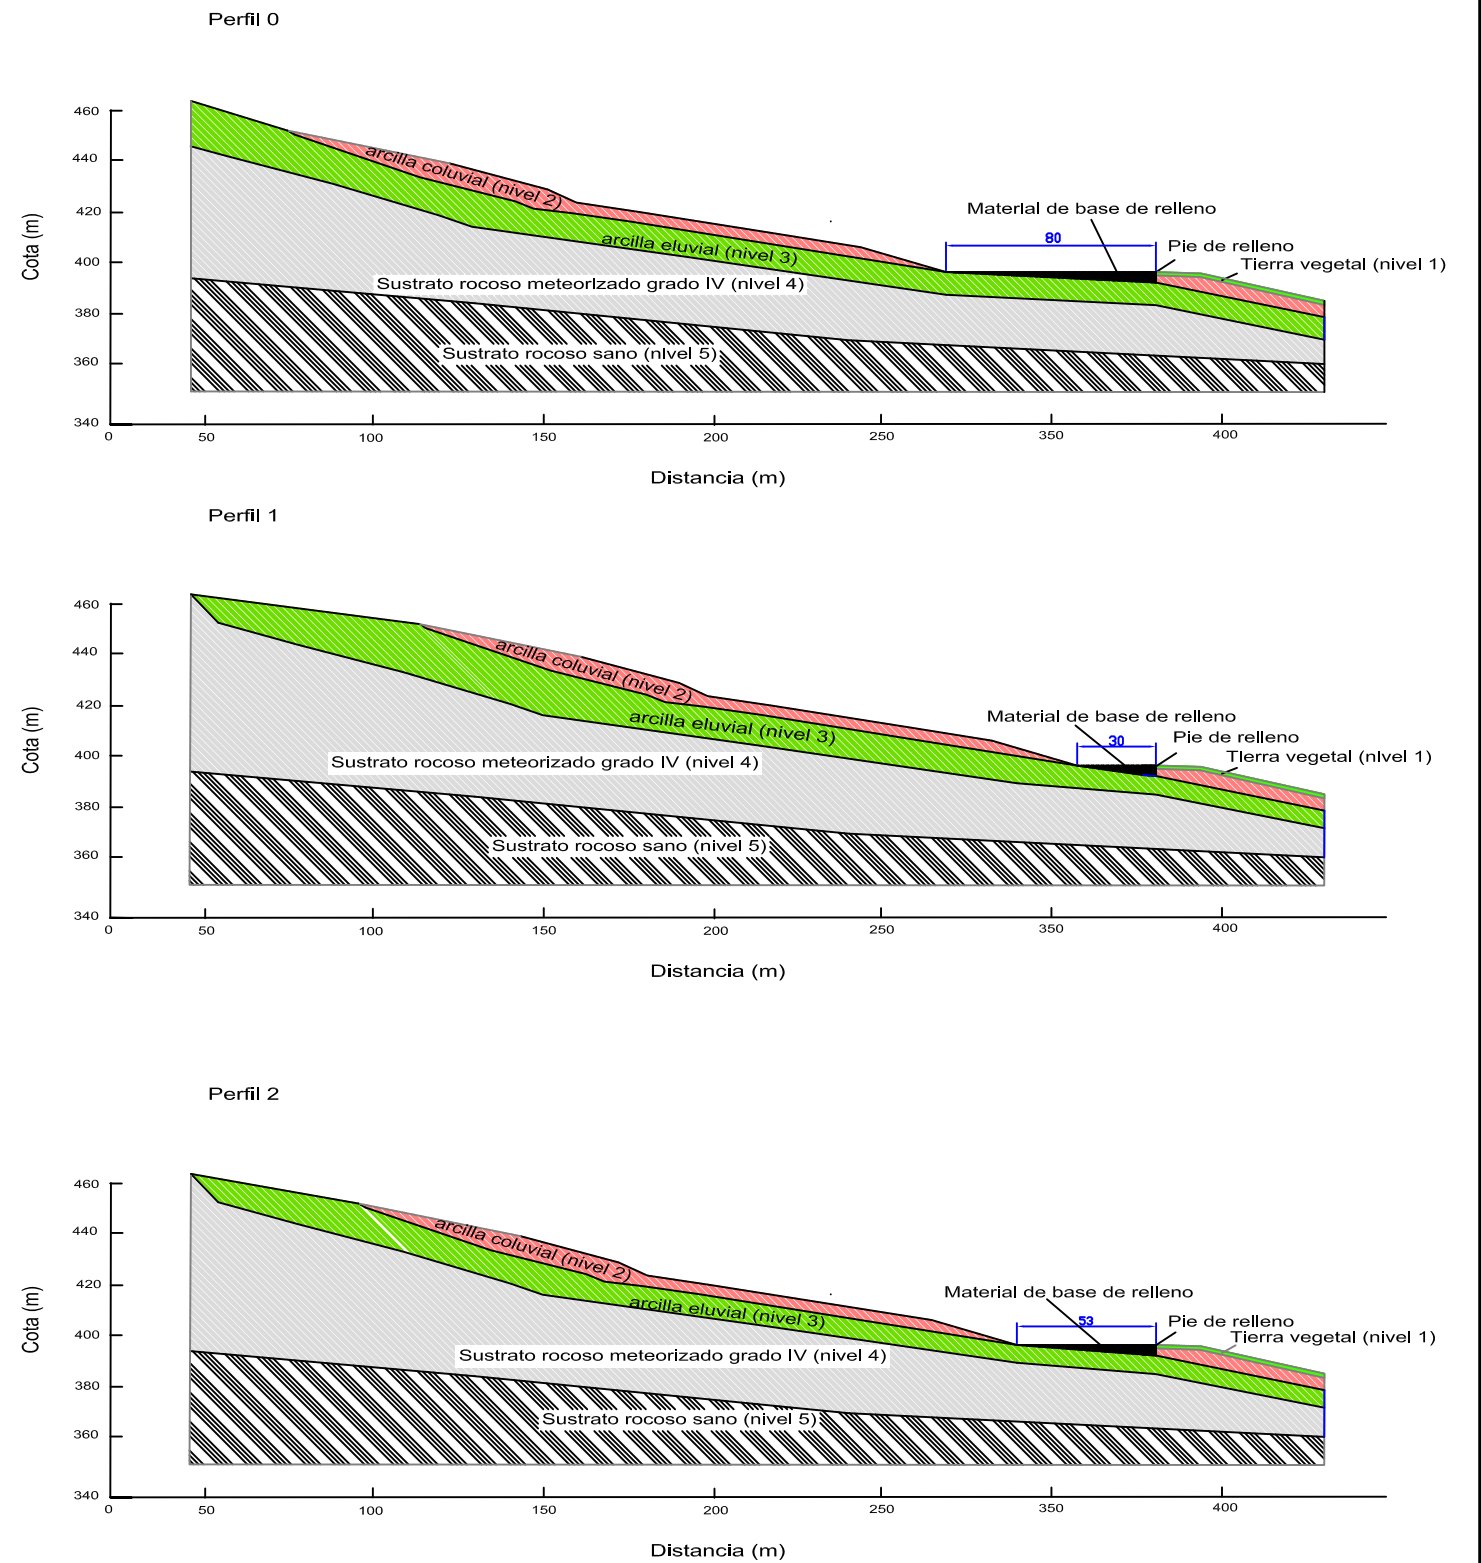 Perfil 0
460
440
420
400
380
360
340
Cota (m)
arcilla coluvial (nivel 2)
arcilla eluvial (nivel 3)
Material de base de relleno
80
Pie de relleno
Tierra vegetal (nivel 1)
Sustrato rocoso meteorizado grado IV (nivel 4)
Sustrato rocoso sano (nivel 5)
0 50 100 150 200 250 350 400
Distancia (m)
Perfil 1
460
440
420
400
380
360
340
Cota (m)
arcilla coluvial (nivel 2)
arcilla eluvial (nivel 3)
Material de base de relleno
30
Pie de relleno
Tierra vegetal (nivel 1)
Sustrato rocoso meteorizado grado IV (nivel 4)
Sustrato rocoso sano (nivel 5)
0 50 100 150 200 250 350 400
Distancia (m)
Perfil 2
460
440
420
400
380
360
340
Cota (m)
arcilla coluvial (nivel 2)
arcilla eluvial (nivel 3)
Material de base de relleno
53
Pie de relleno
Tierra vegetal (nivel 1)
Sustrato rocoso meteorizado grado IV (nivel 4)
Sustrato rocoso sano (nivel 5)
0 50 100 150 200 250 350 400
Distancia (m)